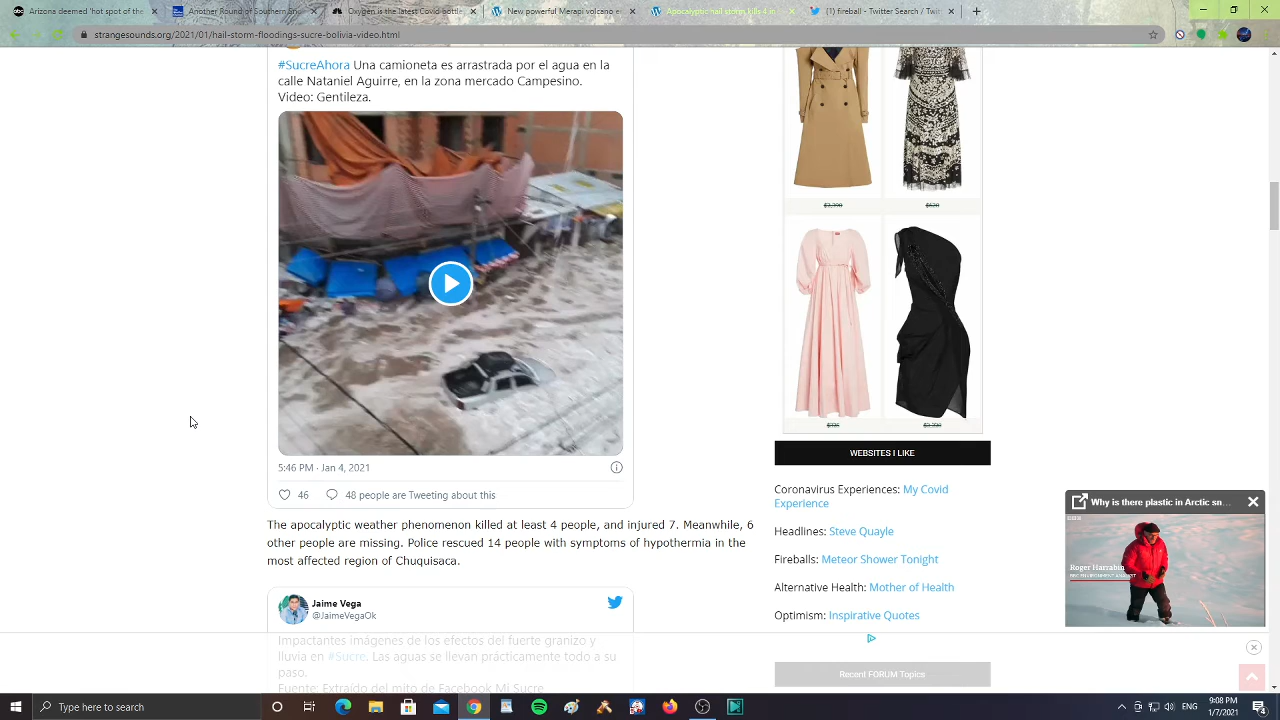 Arizona deemed 'hot spot of the
Another Round of Southern Sho
Oxygen is the latest Covid-bottle
New powerful Merapi volcano e
Apocalyptic hail storm kills 4 in
(1) fireball - Twitter Search / Twit
strangesounds.org/2021/01/hail-storm-floodings-sucre-bolivia-video.html
#SucreAhora Una camioneta es arrastrada por el agua en la
calle Nataniel Aguirre, en la zona mercado Campesino.
Video: Gentileza.
5:46 PM · Jan 4, 2021
46
48 people are Tweeting about this
The apocalyptic weather phenomenon killed at least 4 people, and injured 7. Meanwhile, 6
other people are missing. Police rescued 14 people with symptoms of hypothermia in the
most affected region of Chuquisaca.
Jaime Vega
@JaimeVegaOk
Impactantes imágenes de los efectos del fuerte granizo y
lluvia en #Sucre. Las aguas se llevan prácticamente todo a su
paso.
Fuente: Extraído del mito de Facebook Mi Sucre
WEBSITES I LIKE
Coronavirus Experiences: My Covid
Experience
Headlines: Steve Quayle
Fireballs: Meteor Shower Tonight
Alternative Health: Mother of Health
Optimism: Inspirative Quotes
Recent FORUM Topics
Why is there plastic in Arctic sn...
BBC
Roger Harrabin
BBC ENVIRONMENT ANALYST
Type here to search
9:08 PM
1/7/2021